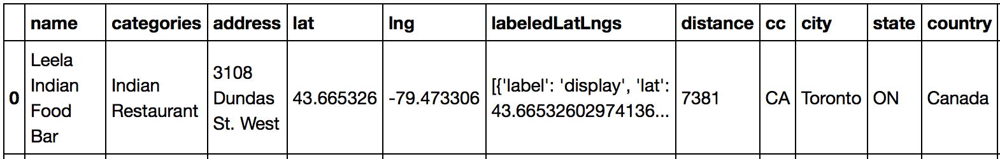 name categories address lat lng labeledLatLngs distance cc city state country
0 Leela Indian Food Bar Indian Restaurant 3108 Dundas St. West 43.665326 -79.473306 [{'label': 'display', 'lat': 43.66532602974136... 7381 CA Toronto ON Canada